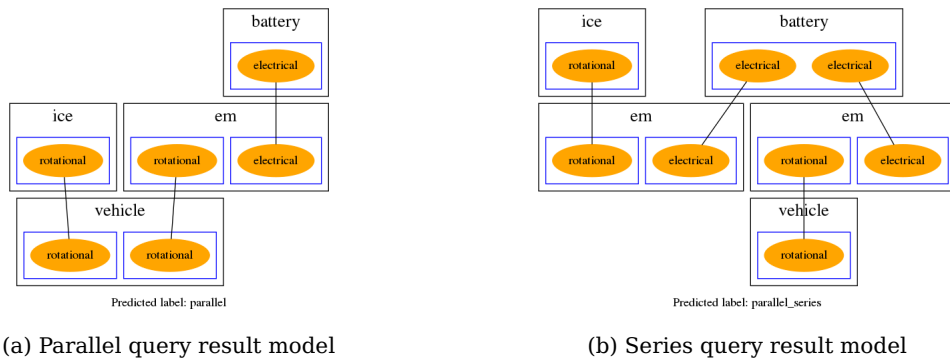 battery
electrical
ice
em
rotational
rotational
electrical
vehicle
rotational
rotational
Predicted label: parallel
(a) Parallel query result model
ice
battery
rotational
electrical
electrical
em
em
rotational
electrical
rotational
electrical
vehicle
rotational
Predicted label: parallel_series
(b) Series query result model